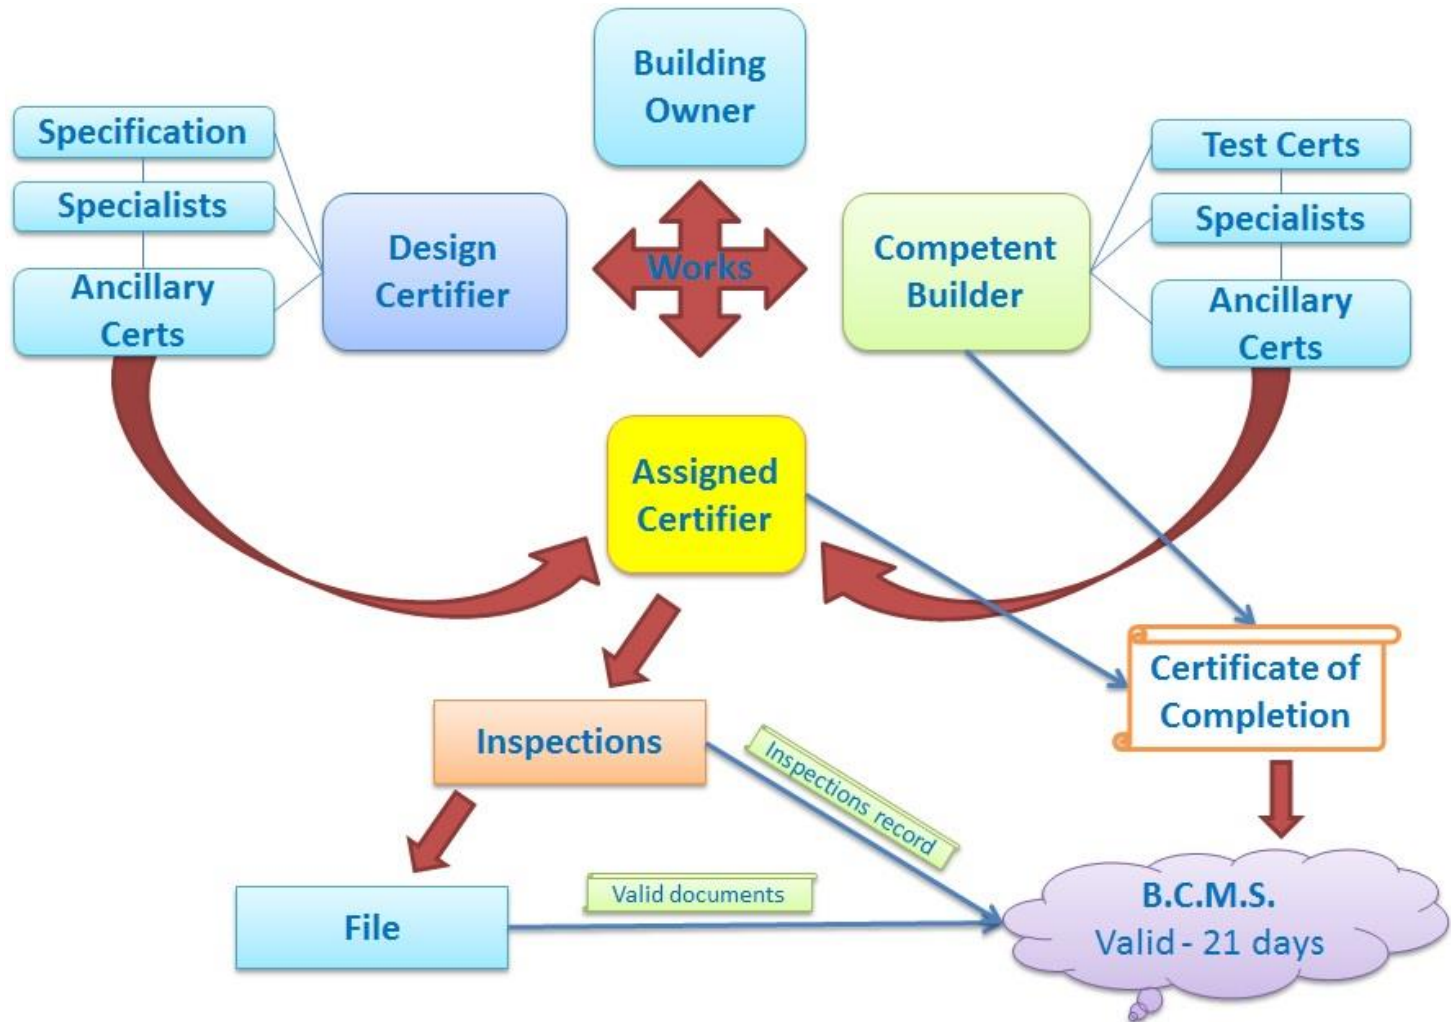 Building
Owner
Specification
Specialists
Ancillary
Certs
Design
Certifier
Works
Competent
Builder
Test Certs
Specialists
Ancillary
Certs
Assigned
Certifier
Certificate of
Completion
Inspections
Inspections record
File
Valid documents
B.C.M.S.
Valid - 21 days